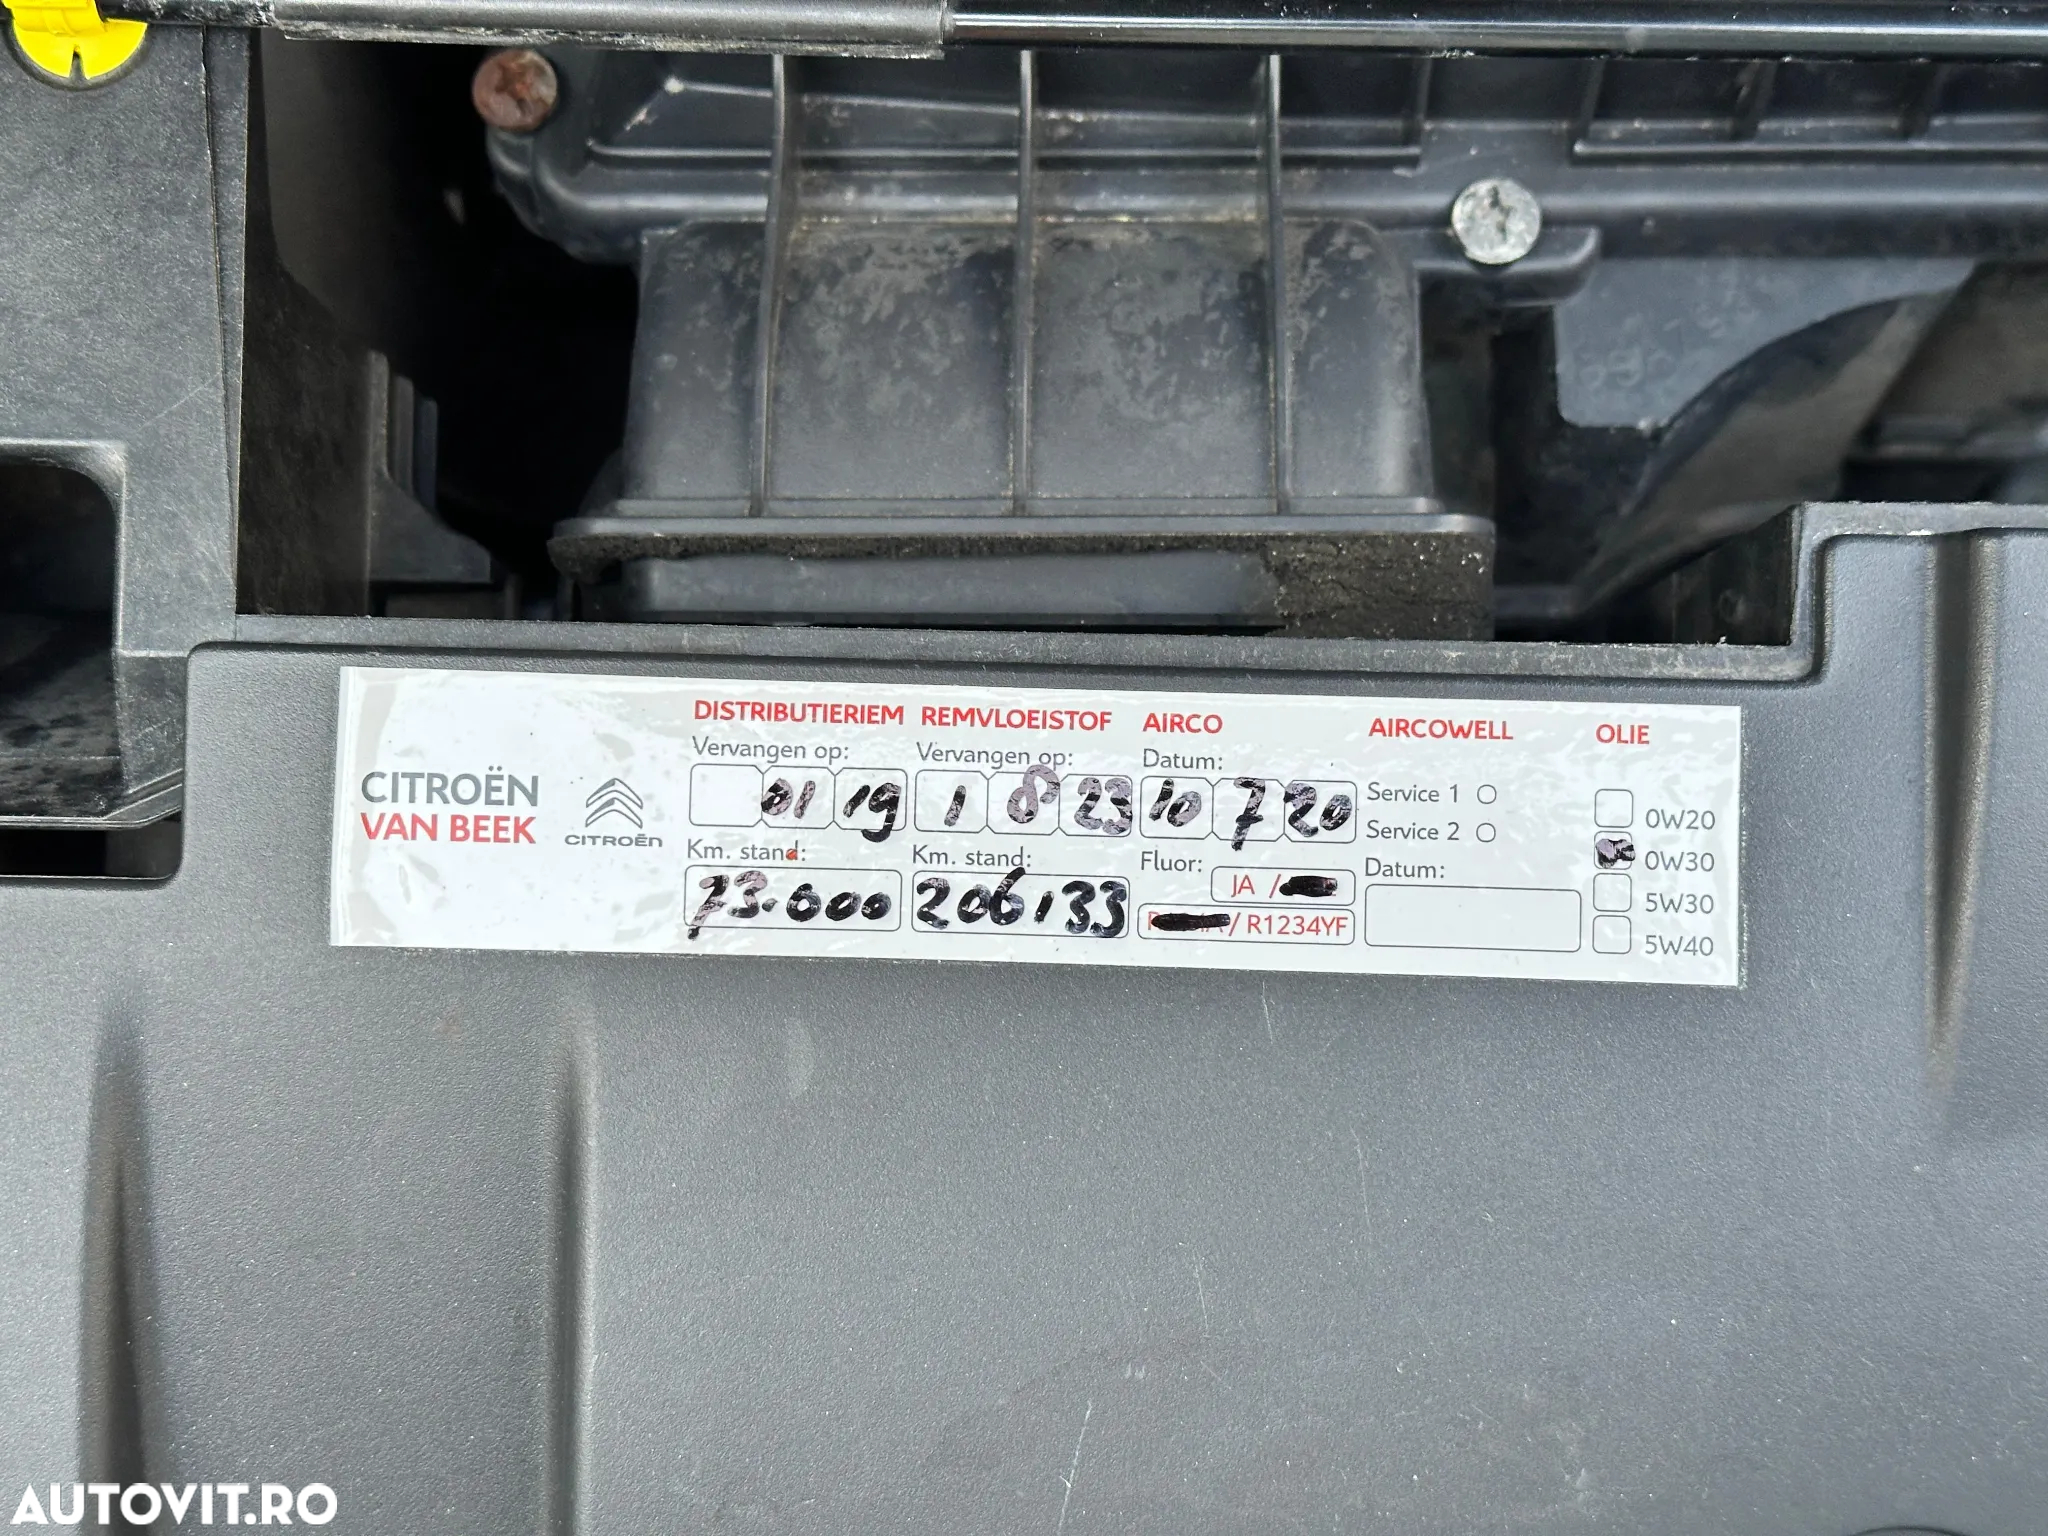 CITROËN
VAN BEEK
CITROËN
DISTRIBUTIERIEM
Vervangen op:
01 19
Km. stand:
73.000
REMVLOEISTOF
Vervangen op:
1 8 23
Km. stand:
206133
AIRCO
Datum:
10 7 20
Fluor: JA /
/ R1234YF
AIRCOWELL
Service 1
Service 2
Datum:
OLIE
0W20
0W30
5W30
5W40
AUTOVIT.RO